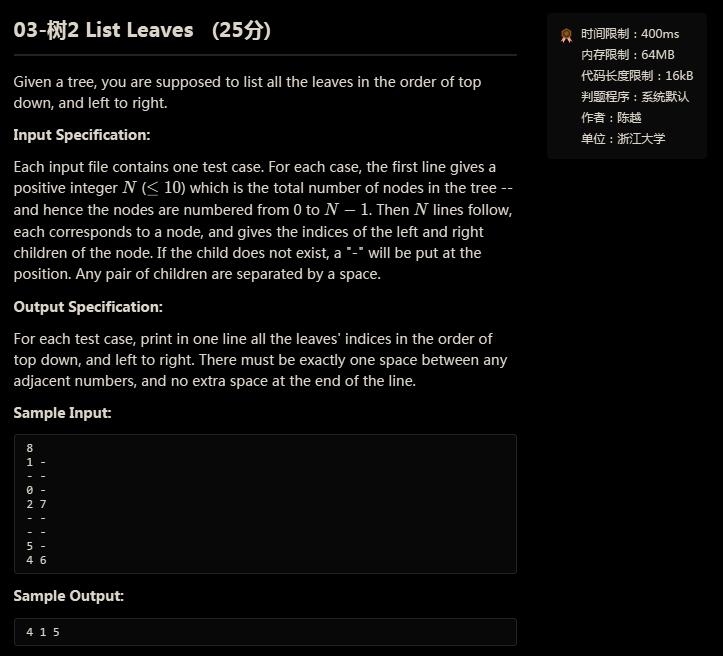 03-树2 List Leaves (25分)
Given a tree, you are supposed to list all the leaves in the order of top
down, and left to right.
Input Specification:
Each input file contains one test case. For each case, the first line gives a
positive integer N (≤ 10) which is the total number of nodes in the tree --
and hence the nodes are numbered from 0 to N − 1. Then N lines follow,
each corresponds to a node, and gives the indices of the left and right
children of the node. If the child does not exist, a "-" will be put at the
position. Any pair of children are separated by a space.
Output Specification:
For each test case, print in one line all the leaves' indices in the order of
top down, and left to right. There must be exactly one space between any
adjacent numbers, and no extra space at the end of the line.
Sample Input:
8
1 -
- -
0 -
2 7
- -
- -
5 -
4 6
Sample Output:
4 1 5
时间限制：400ms
内存限制：64MB
代码长度限制：16kB
判题程序：系统默认
作者：陈越
单位：浙江大学